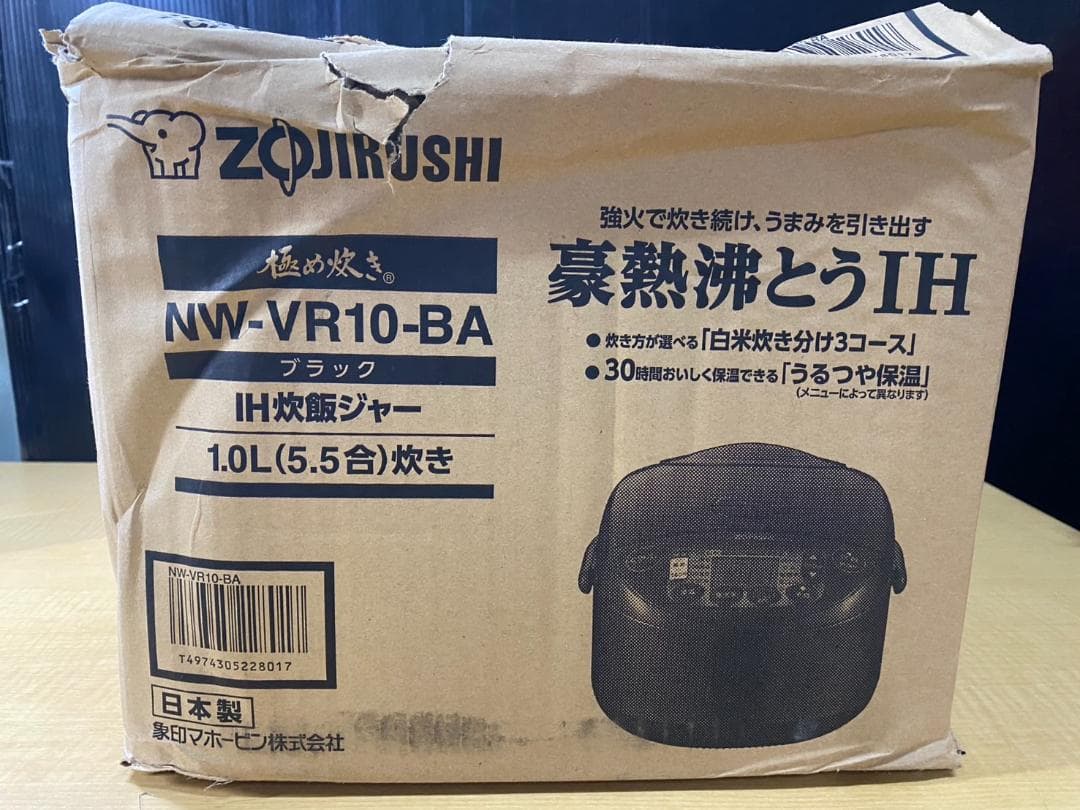 ZOJIRUSHI
極め炊き®
NW-VR10-BA
ブラック
IH炊飯ジャー
1.0L(5.5合)炊き
強火で炊き続け、うまみを引き出す
豪熱沸とうIH
●炊き方が選べる「白米炊き分け3コース」
●30時間おいしく保温できる「うるつや保温」
(メニューによって異なります)
NW-VR10-BA
T4974305228017
日本製
象印マホービン株式会社